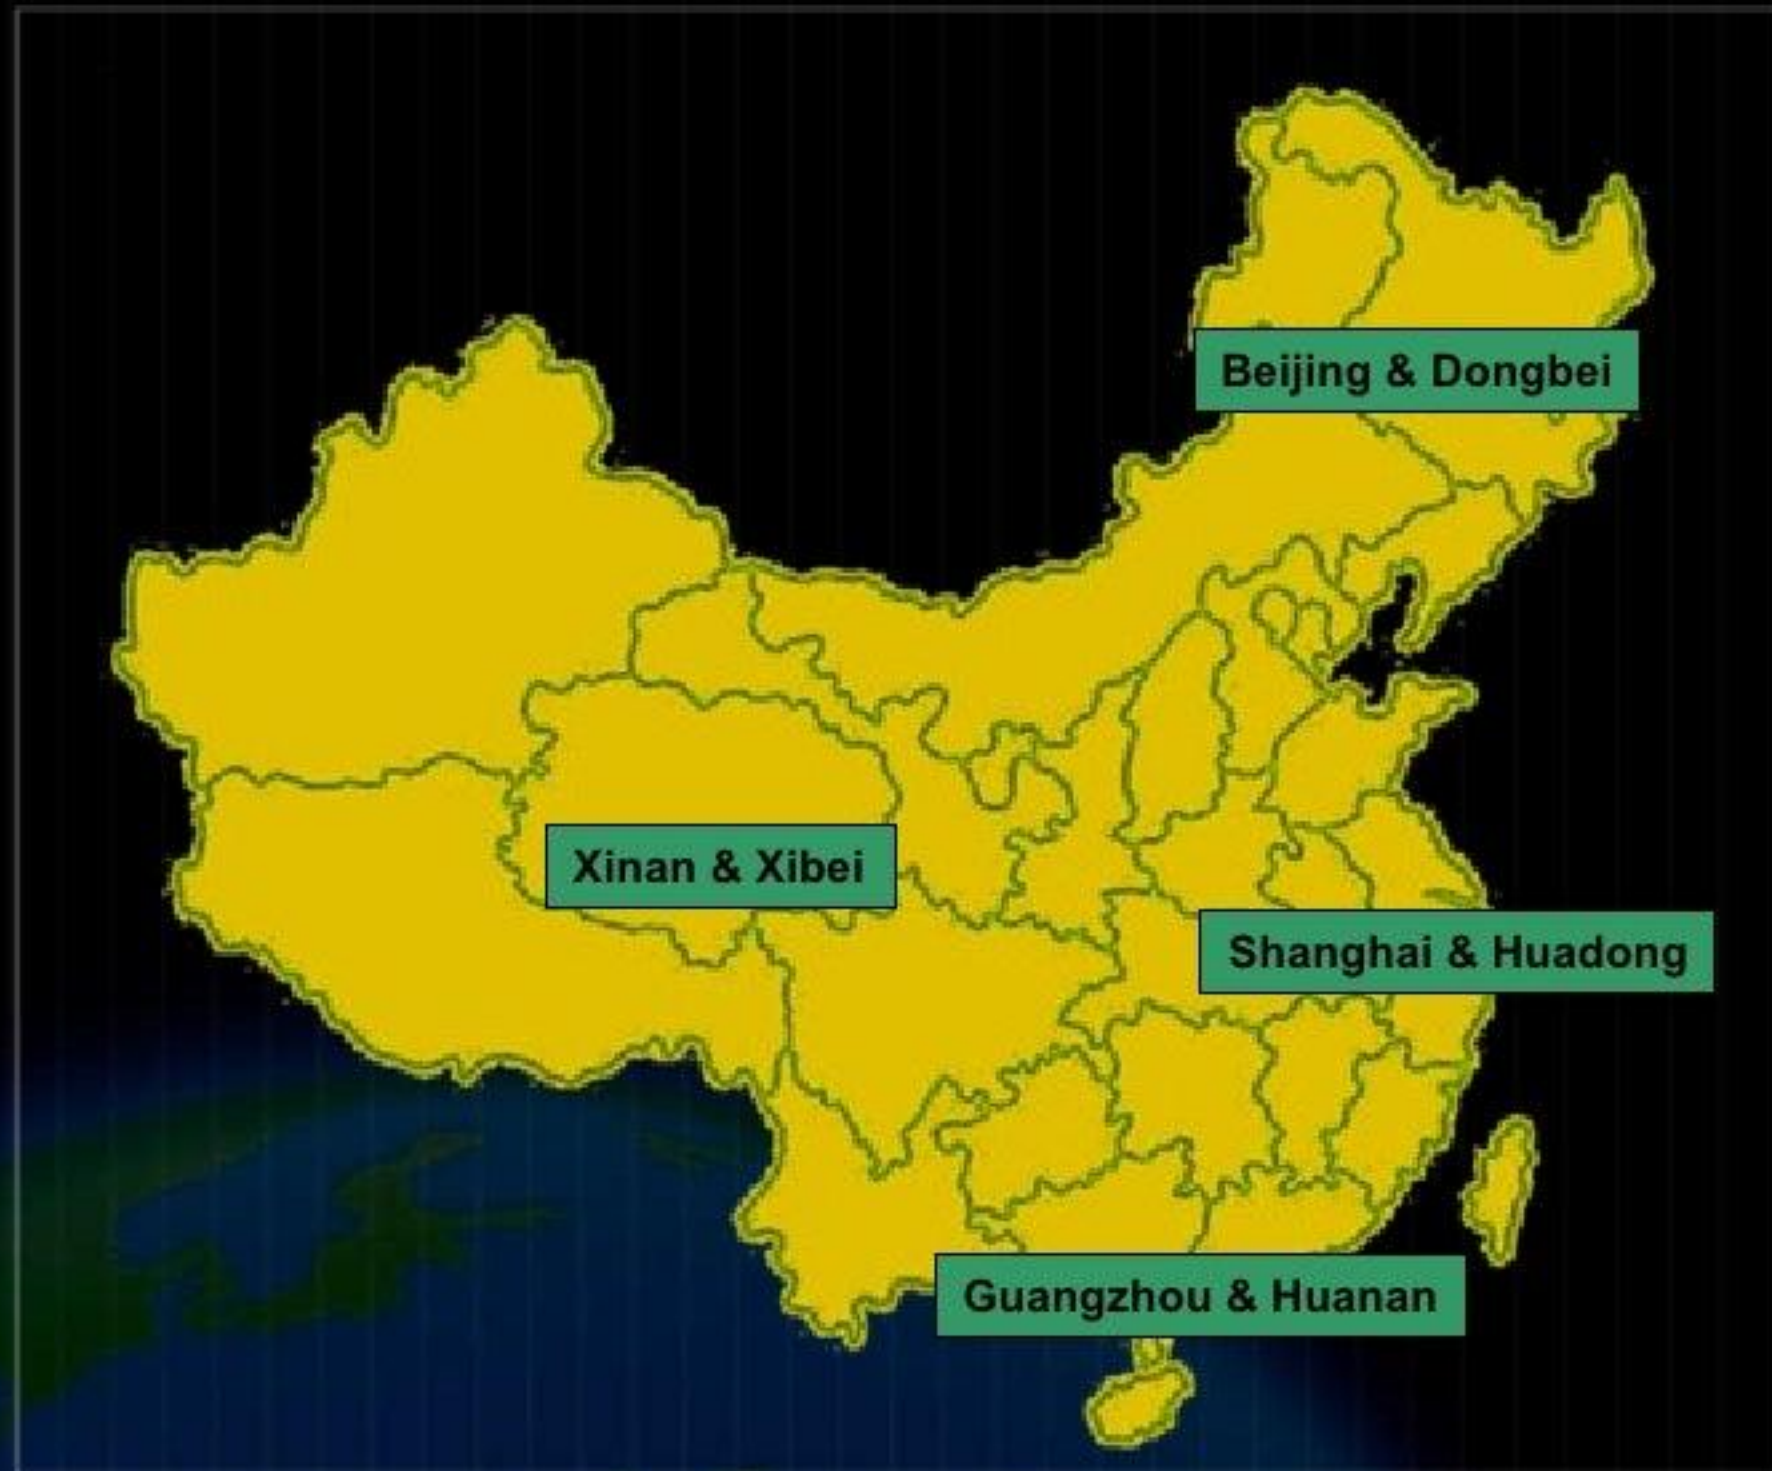 Beijing & Dongbei
Xinan & Xibei
Shanghai & Huadong
Guangzhou & Huanan